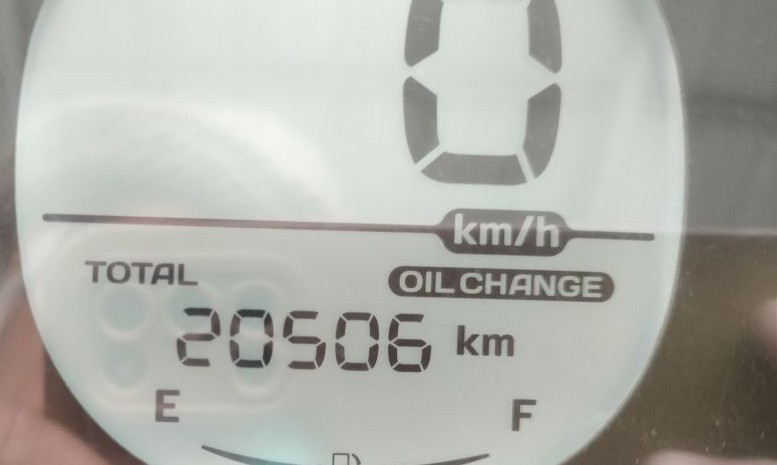 0
km/h
TOTAL
OIL CHANGE
20506 km
E F